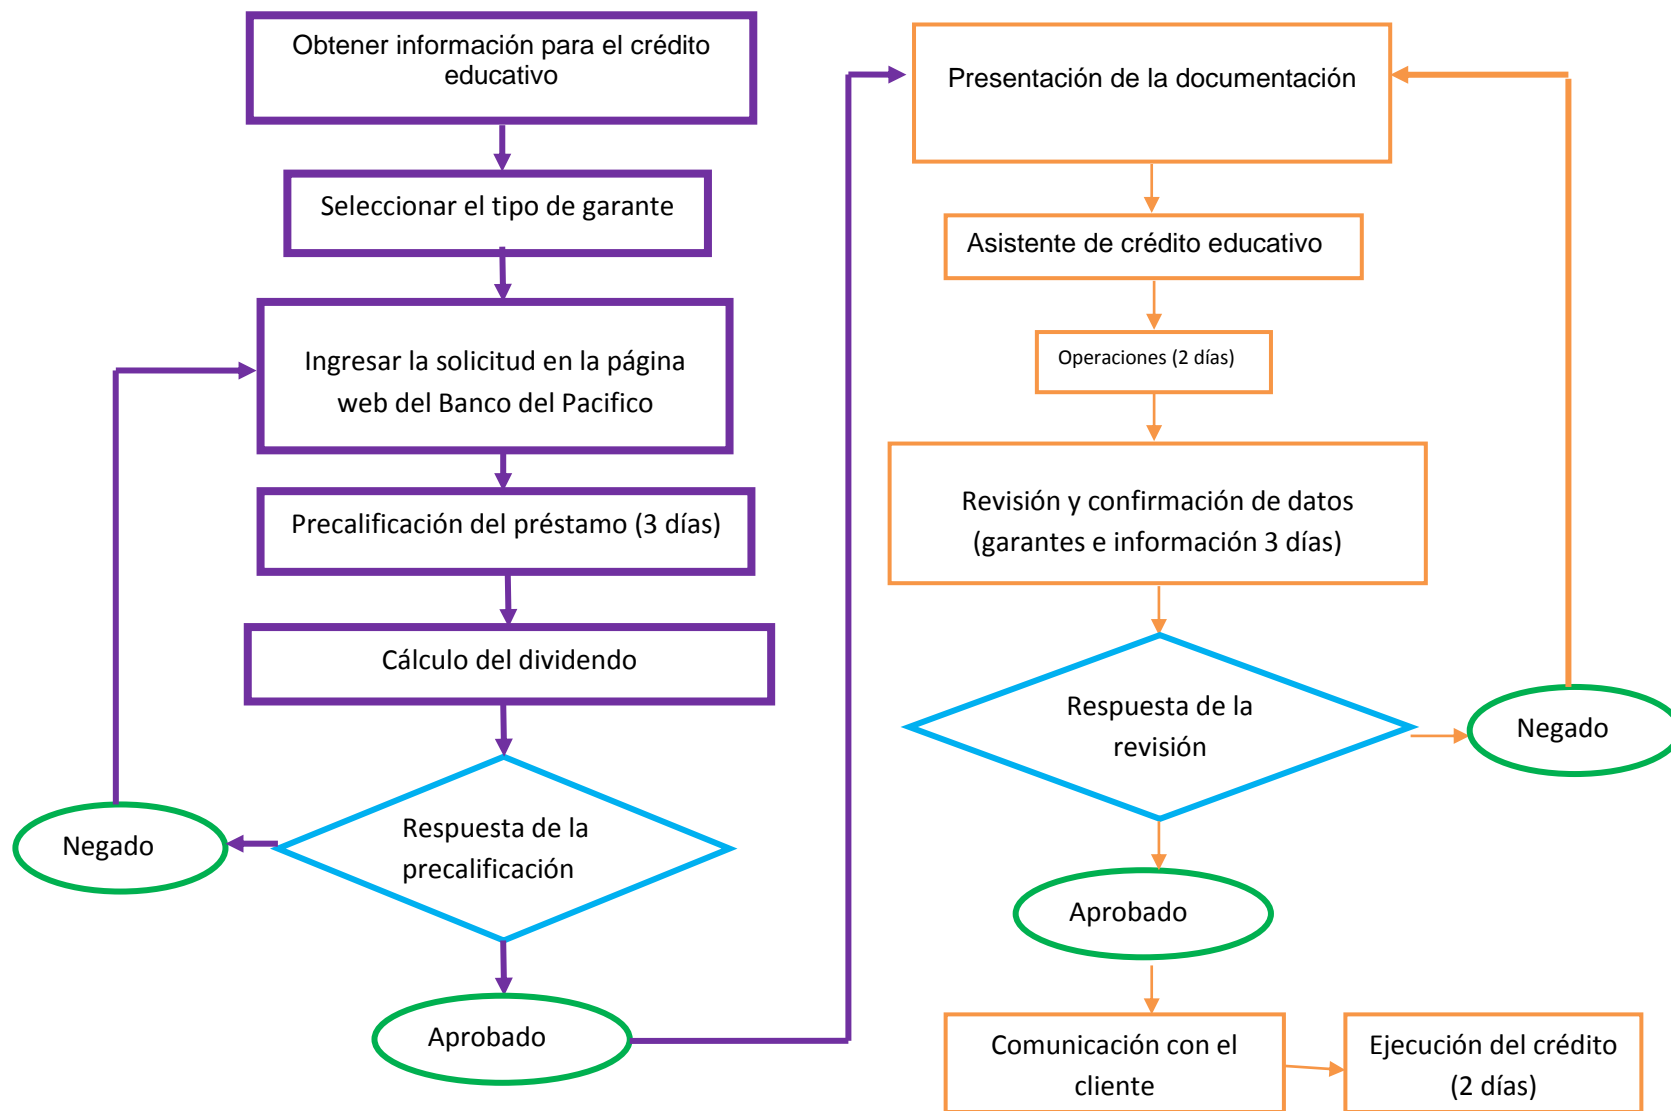 Obtener información para el crédito
educativo
Seleccionar el tipo de garante
Ingresar la solicitud en la página
web del Banco del Pacifico
Precalificación del préstamo (3 días)
Cálculo del dividendo
Respuesta de la
precalificación
Negado
Aprobado
Presentación de la documentación
Asistente de crédito educativo
Operaciones (2 días)
Revisión y confirmación de datos
(garantes e información 3 días)
Respuesta de la
revisión
Negado
Aprobado
Comunicación con el
cliente
Ejecución del crédito
(2 días)